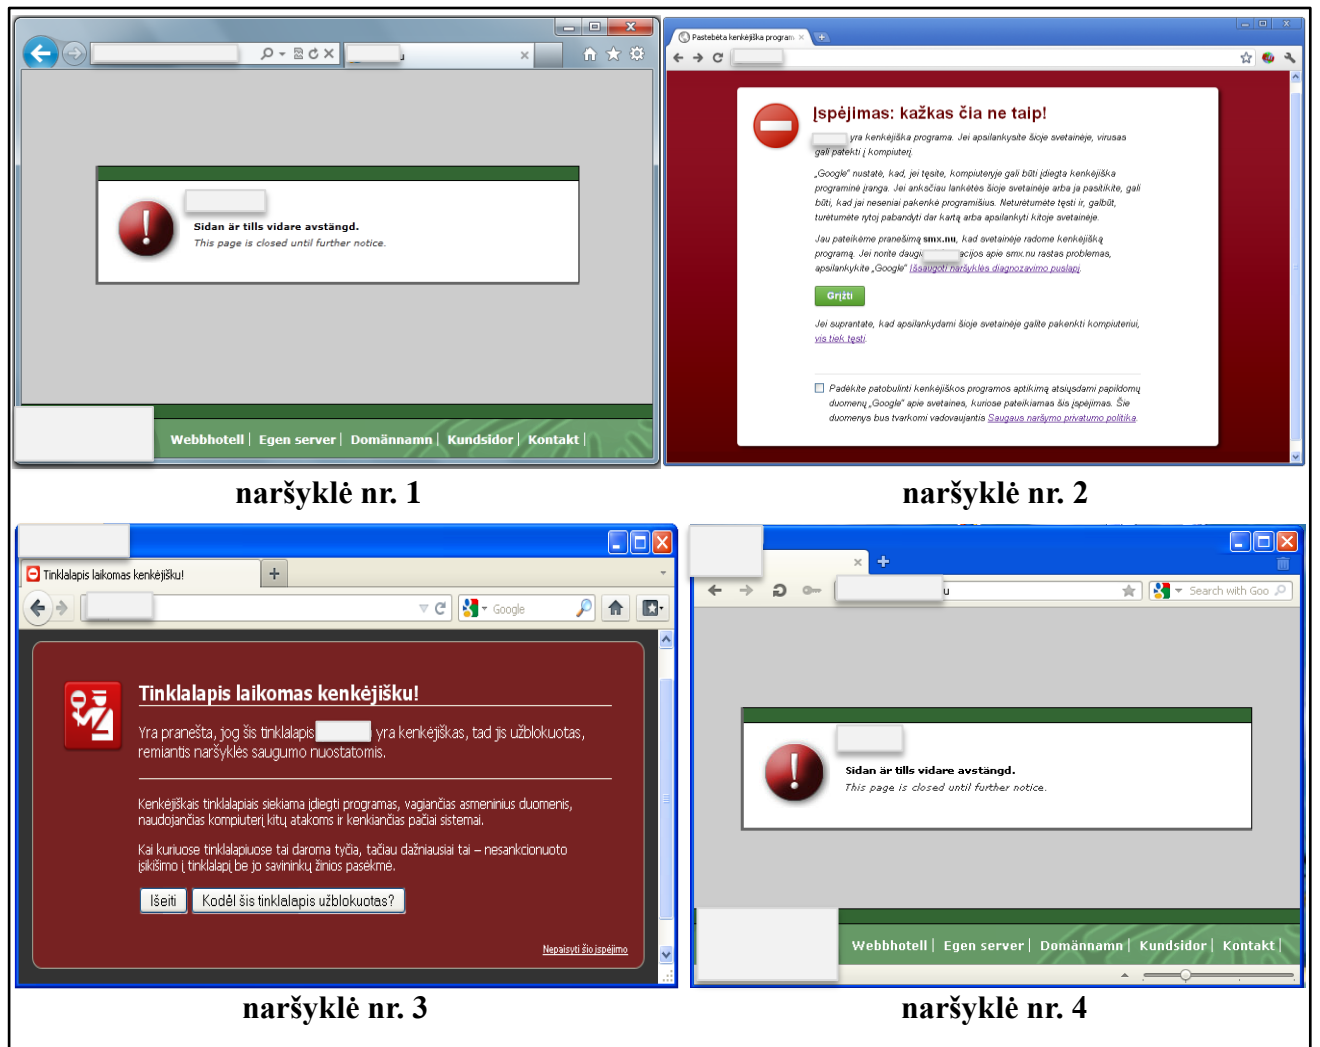 Sidan är tills vidare avstängd.
This page is closed until further notice.
Webbhotell | Egen server | Domännamn | Kundsidor | Kontakt |
naršyklė nr. 1
Pastebėta kenkėjiška program
Įspėjimas: kažkas čia ne taip!
yra kenkėjiška programa. Jei apsilankysite šioje svetainėje, virusas
gali patekti į kompiuterį.
„Google“ nustatė, kad, jei tęsite, kompiuteryje gali būti įdiegta kenkėjiška
programinė įranga. Jei anksčiau lankėtės šioje svetainėje arba ja pasitikite, gali
būti, kad jai neseniai pakenkė programišius. Neturėtumėte tęsti ir, galbūt,
turėtumėte rytoj pabandyti dar kartą arba apsilankyti kitoje svetainėje.
Jau pateikėme pranešimą smx.nu, kad svetainėje radome kenkėjišką
programą. Jei norite daugi acijos apie smx.nu rastas problemas,
apsilankykite „Google“ Išsaugoti naršyklės diagnozavimo puslapį.
Grįžti
Jei suprantate, kad apsilankydami šioje svetainėje galite pakenkti kompiuteriui,
vis tiek tęsti.
Padėkite patobulinti kenkėjiškos programos aptikimą atsiųsdami papildomų
duomenų „Google“ apie svetaines, kuriose pateikiamas šis įspėjimas. Šie
duomenys bus tvarkomi vadovaujantis Saugaus naršymo privatumo politika.
naršyklė nr. 2
Tinklalapis laikomas kenkėjišku!
Google
Tinklalapis laikomas kenkėjišku!
Yra pranešta, jog šis tinklalapis yra kenkėjiškas, tad jis užblokuotas,
remiantis naršyklės saugumo nuostatomis.
Kenkėjiškais tinklalapiais siekiama įdiegti programas, vagiančias asmeninius duomenis,
naudojančias kompiuterį kitų atakoms ir kenkiančias pačiai sistemai.
Kai kuriuose tinklalapiuose tai daroma tyčia, tačiau dažniausiai tai – nesankcionuoto
įsikišimo į tinklalapį be jo savininkų žinios pasėkmė.
Išeiti Kodėl šis tinklalapis užblokuotas?
Nepaisyti šio įspėjimo
naršyklė nr. 3
u
Search with Goo
Sidan är tills vidare avstängd.
This page is closed until further notice.
Webbhotell | Egen server | Domännamn | Kundsidor | Kontakt |
naršyklė nr. 4